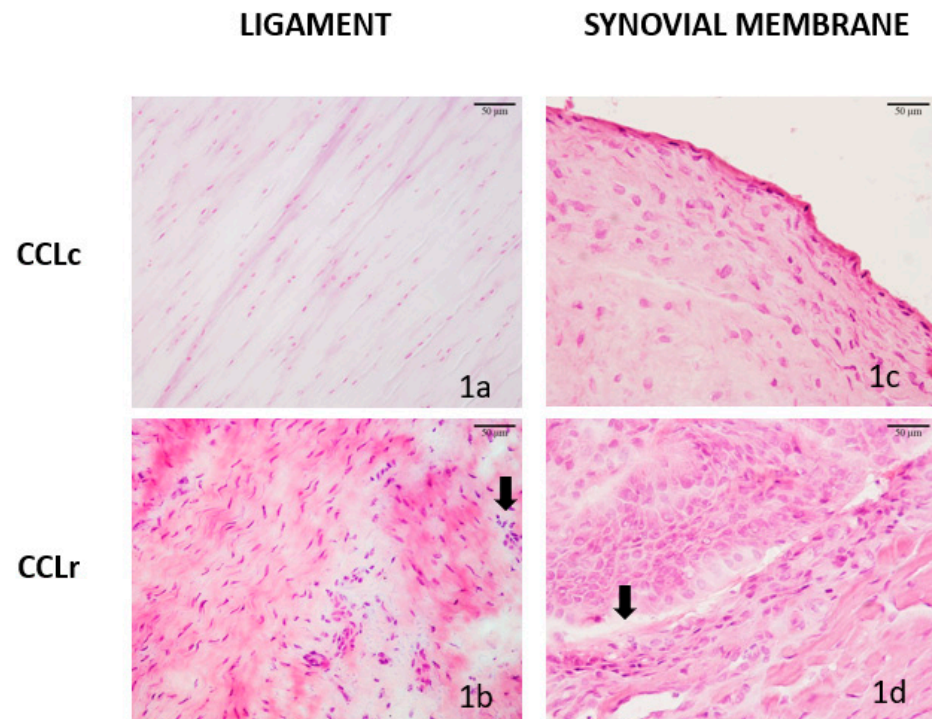 LIGAMENT
SYNOVIAL MEMBRANE
CCLc
50 µm
1a
50 µm
1c
CCLr
50 µm
1b
50 µm
1d